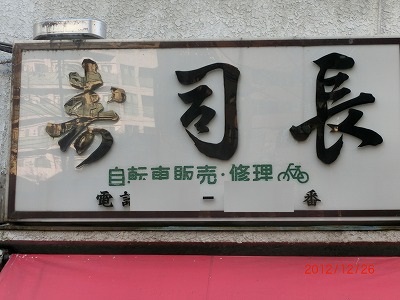 寿司長
自転車販売・修理
電話 一 番
2012/12/26